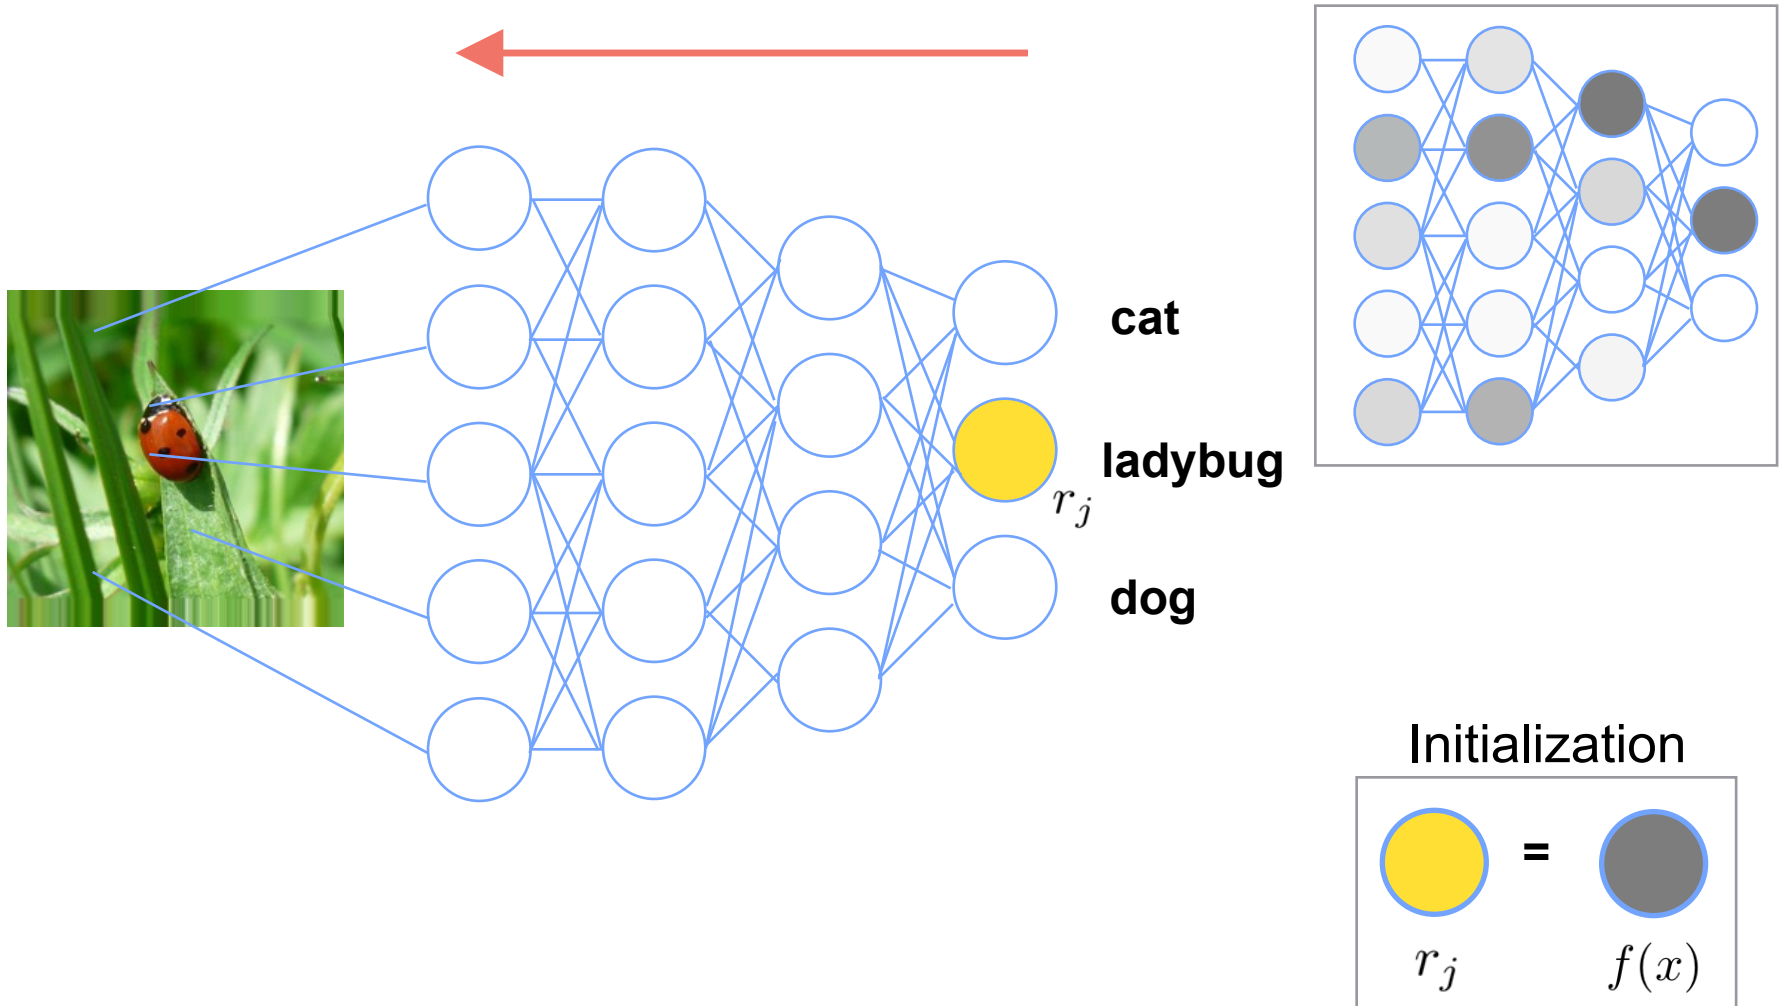 cat
ladybug
r_j
dog
Initialization
=
r_j f(x)